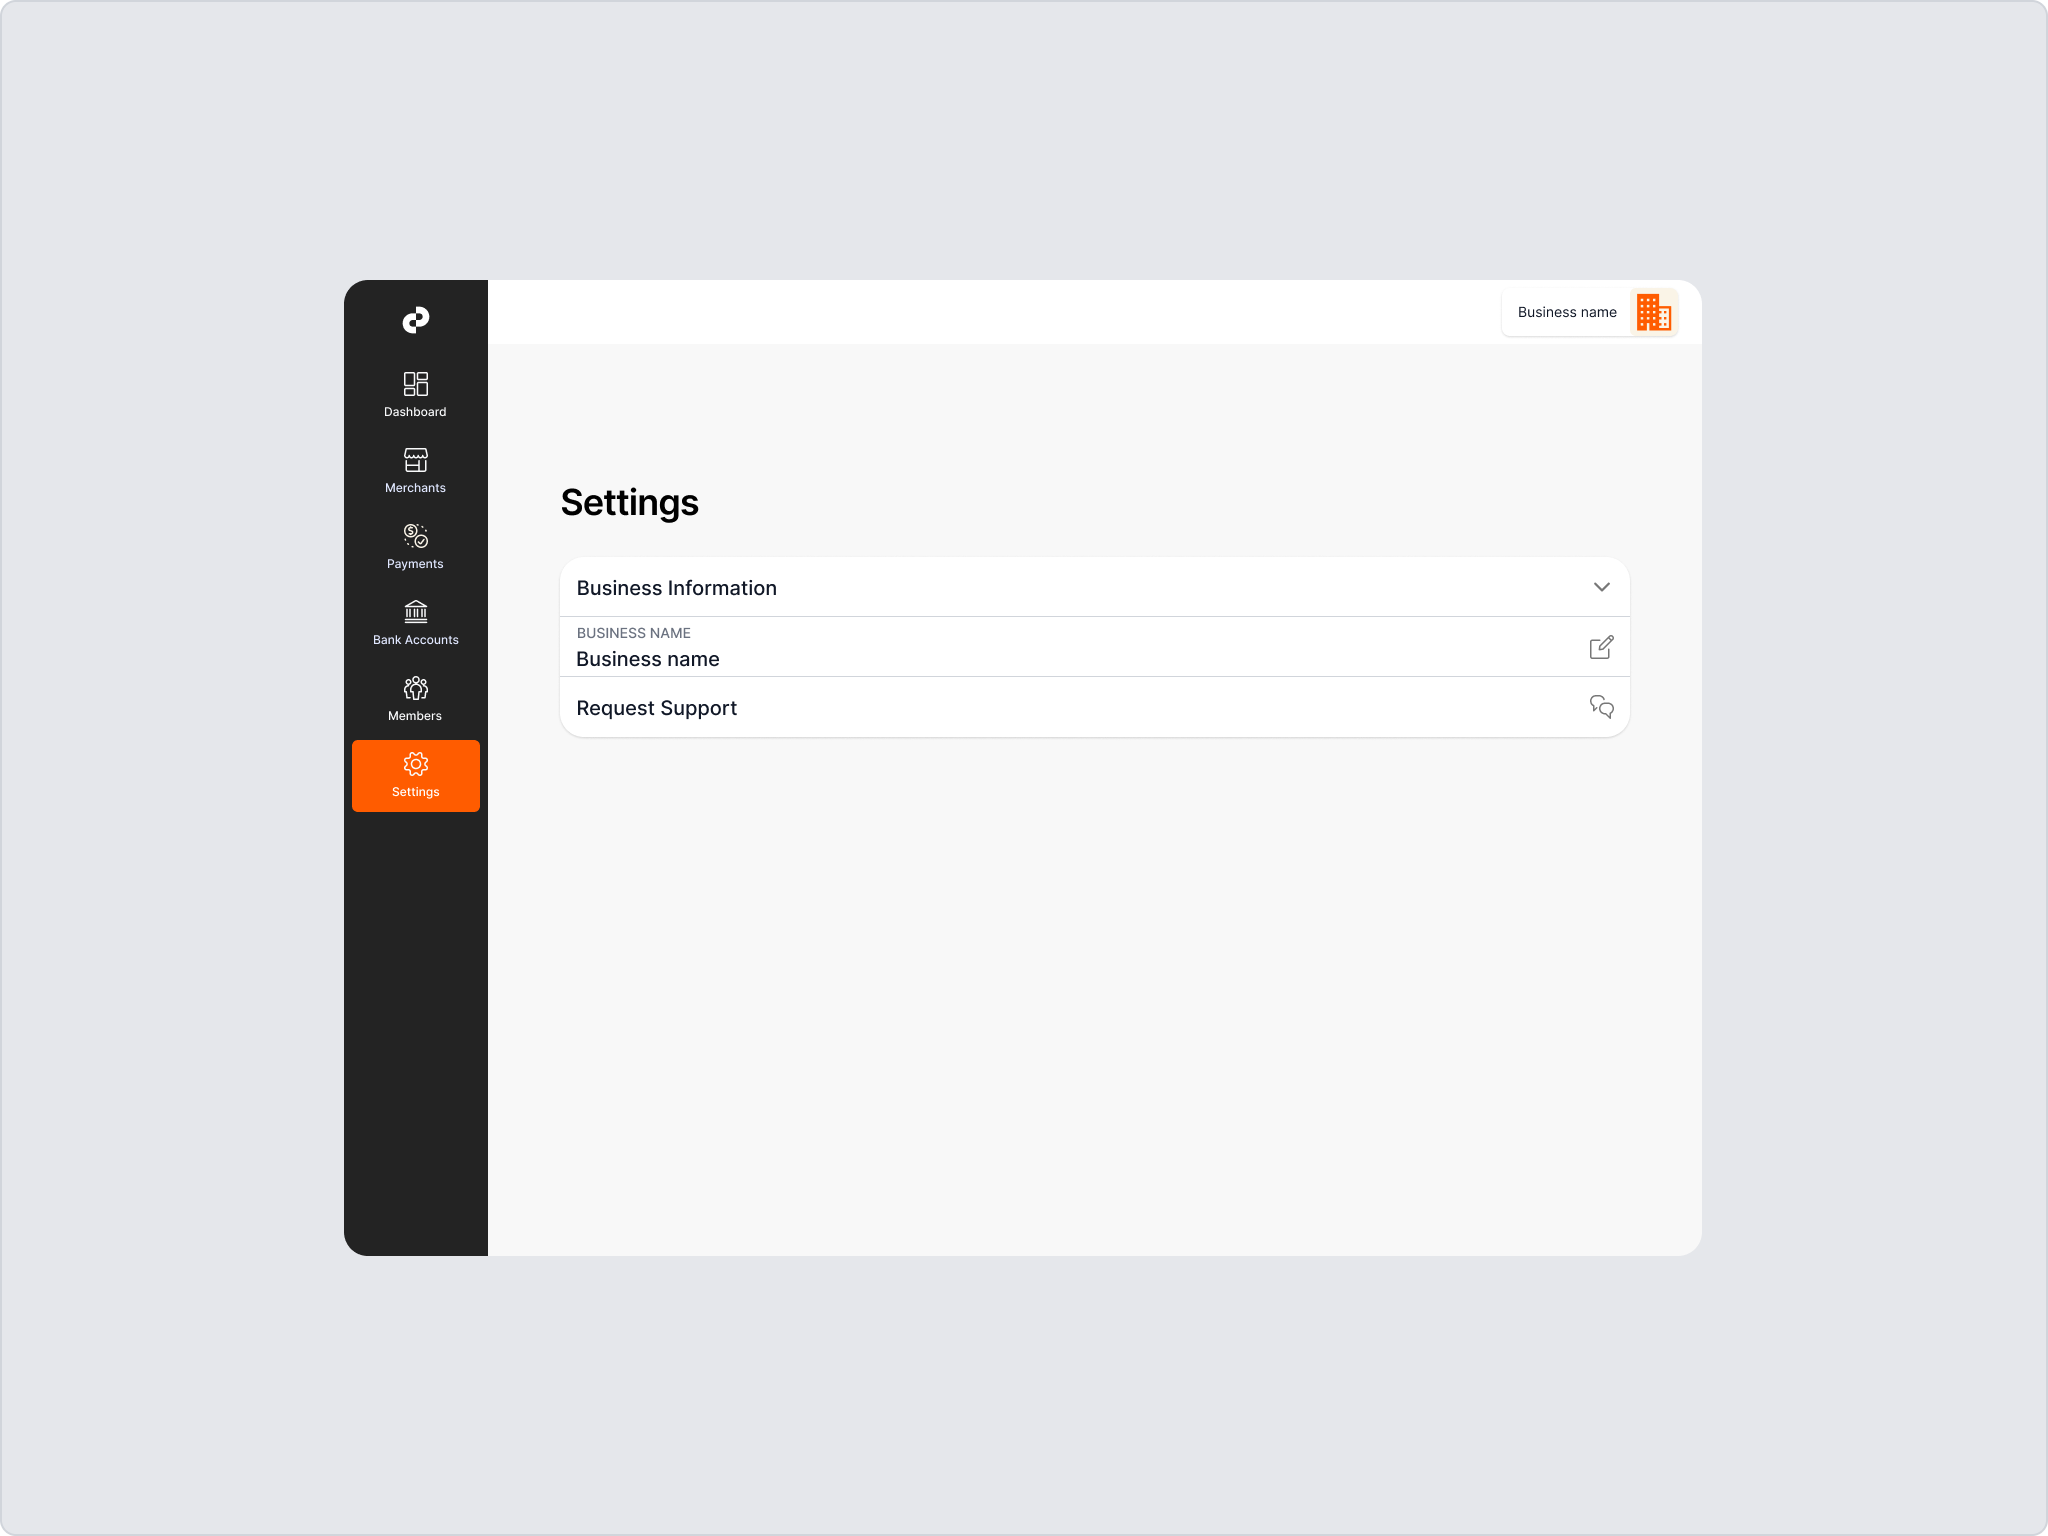 Business name
Dashboard
Merchants
Payments
Bank Accounts
Members
Settings
Settings
Business Information
BUSINESS NAME
Business name
Request Support